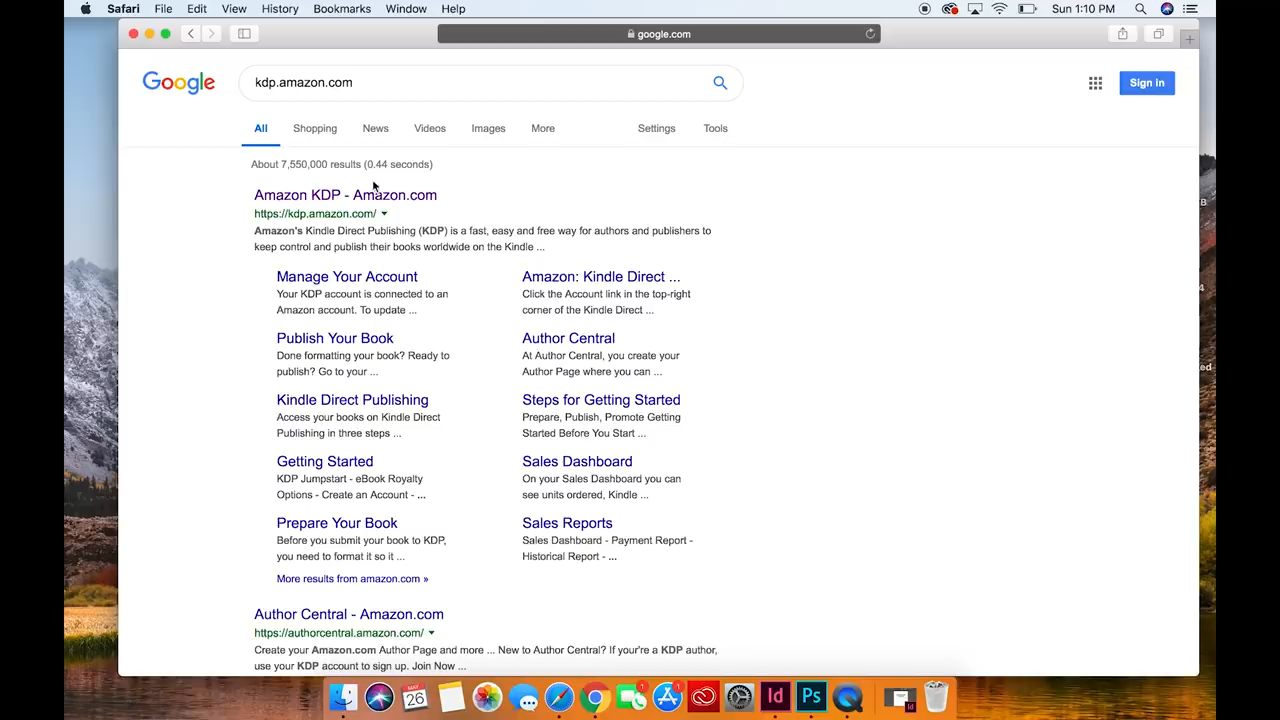 Safari File Edit View History Bookmarks Window Help Sun 1:10 PM
google.com
Google kdp.amazon.com Sign in
All Shopping News Videos Images More Settings Tools
About 7,550,000 results (0.44 seconds)
Amazon KDP - Amazon.com
https://kdp.amazon.com/
Amazon's Kindle Direct Publishing (KDP) is a fast, easy and free way for authors and publishers to
keep control and publish their books worldwide on the Kindle ...
Manage Your Account
Your KDP account is connected to an
Amazon account. To update ...
Amazon: Kindle Direct ...
Click the Account link in the top-right
corner of the Kindle Direct ...
Publish Your Book
Done formatting your book? Ready to
publish? Go to your ...
Author Central
At Author Central, you create your
Author Page where you can ...
Kindle Direct Publishing
Access your books on Kindle Direct
Publishing in three steps ...
Steps for Getting Started
Prepare, Publish, Promote Getting
Started Before You Start ...
Getting Started
KDP Jumpstart - eBook Royalty
Options - Create an Account - ...
Sales Dashboard
On your Sales Dashboard you can
see units ordered, Kindle ...
Prepare Your Book
Before you submit your book to KDP,
you need to format it so it ...
Sales Reports
Sales Dashboard - Payment Report -
Historical Report - ...
More results from amazon.com »
Author Central - Amazon.com
https://authorcentral.amazon.com/
Create your Amazon.com Author Page and more ... New to Author Central? If your're a KDP author,
use your KDP account to sign up. Join Now ...
MAY
26
1
1
Id
Ps
Id